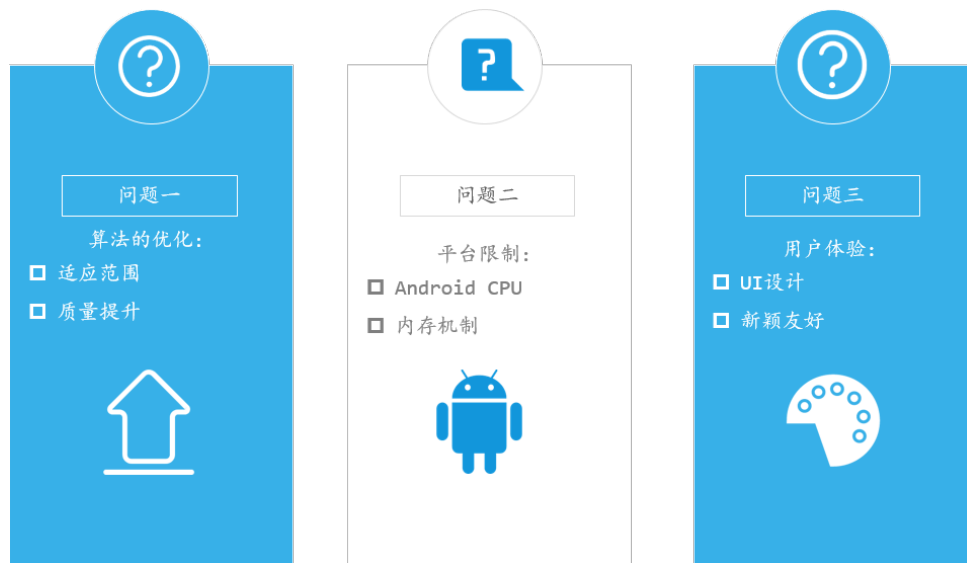 问题一
算法的优化:
适应范围
质量提升
问题二
平台限制:
Android CPU
内存机制
问题三
用户体验:
UI设计
新颖友好